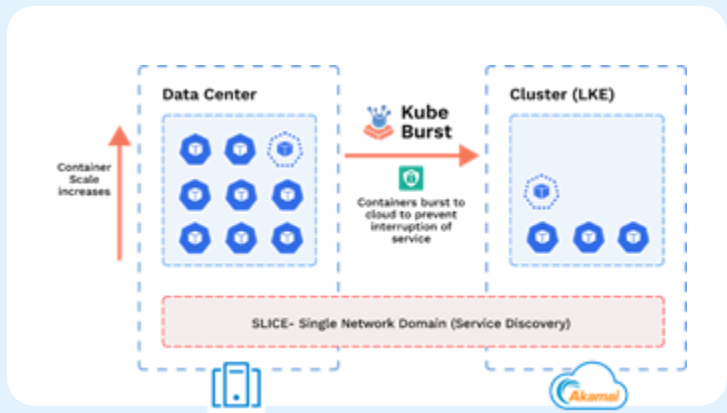 Data Center
Kube
Burst
Cluster (LKE)
Container
Scale
increases
Containers burst to
cloud to prevent
interruption of
service
SLICE- Single Network Domain (Service Discovery)
Akamai